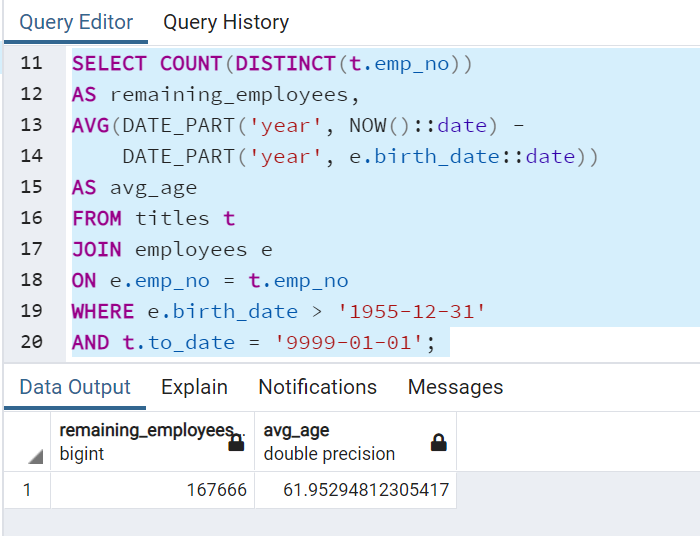 Query Editor Query History
11 SELECT COUNT(DISTINCT(t.emp_no))
12 AS remaining_employees,
13 AVG(DATE_PART('year', NOW()::date) -
14 DATE_PART('year', e.birth_date::date))
15 AS avg_age
16 FROM titles t
17 JOIN employees e
18 ON e.emp_no = t.emp_no
19 WHERE e.birth_date > '1955-12-31'
20 AND t.to_date = '9999-01-01';
Data Output Explain Notifications Messages
remaining_employees avg_age
bigint double precision
1 167666 61.95294812305417